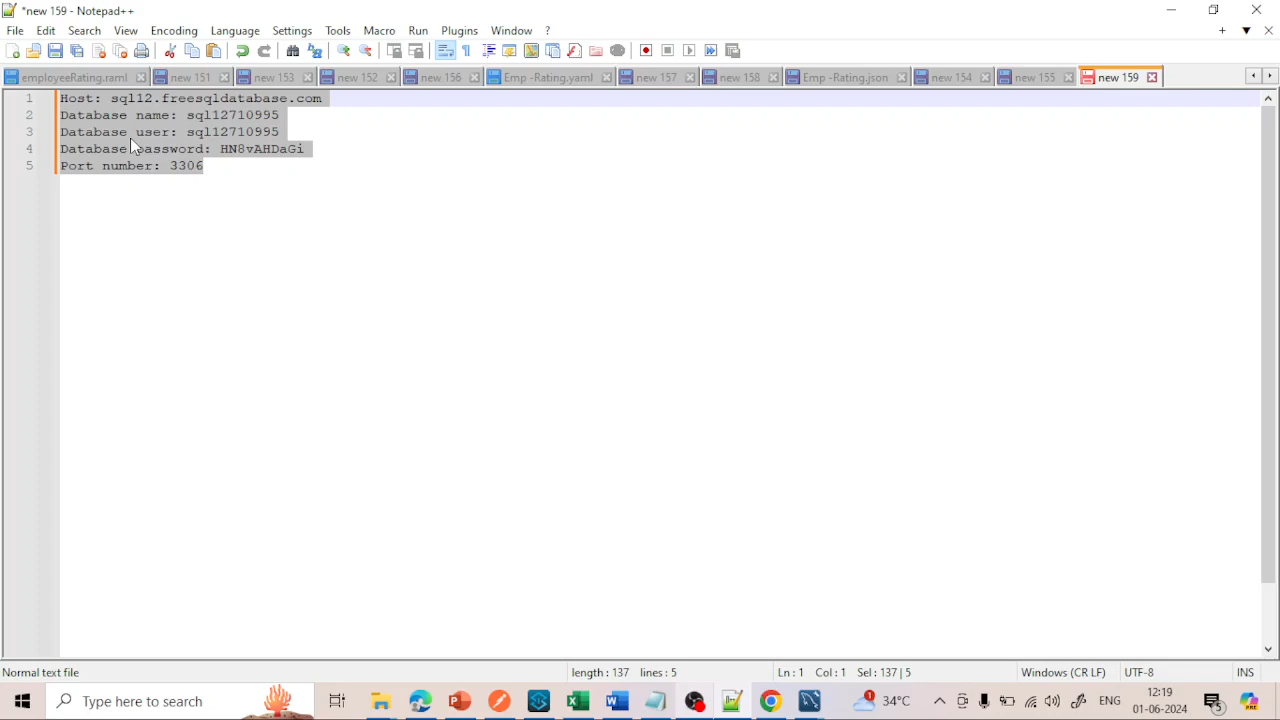 *new 159 - Notepad++
File Edit Search View Encoding Language Settings Tools Macro Run Plugins Window ?
employeeRating.raml new 151 new 153 new 152 new 156 Emp -Rating.yaml new 157 new 158 Emp -Rating.json new 154 new 155 new 159
1 Host: sql12.freesqldatabase.com
2 Database name: sql12710995
3 Database user: sql12710995
4 Database password: HN8vAHDaGi
5 Port number: 3306
Normal text file length : 137 lines : 5 Ln : 1 Col : 1 Sel : 137 | 5 Windows (CR LF) UTF-8 INS
Type here to search 34°C ENG 12:19
01-06-2024